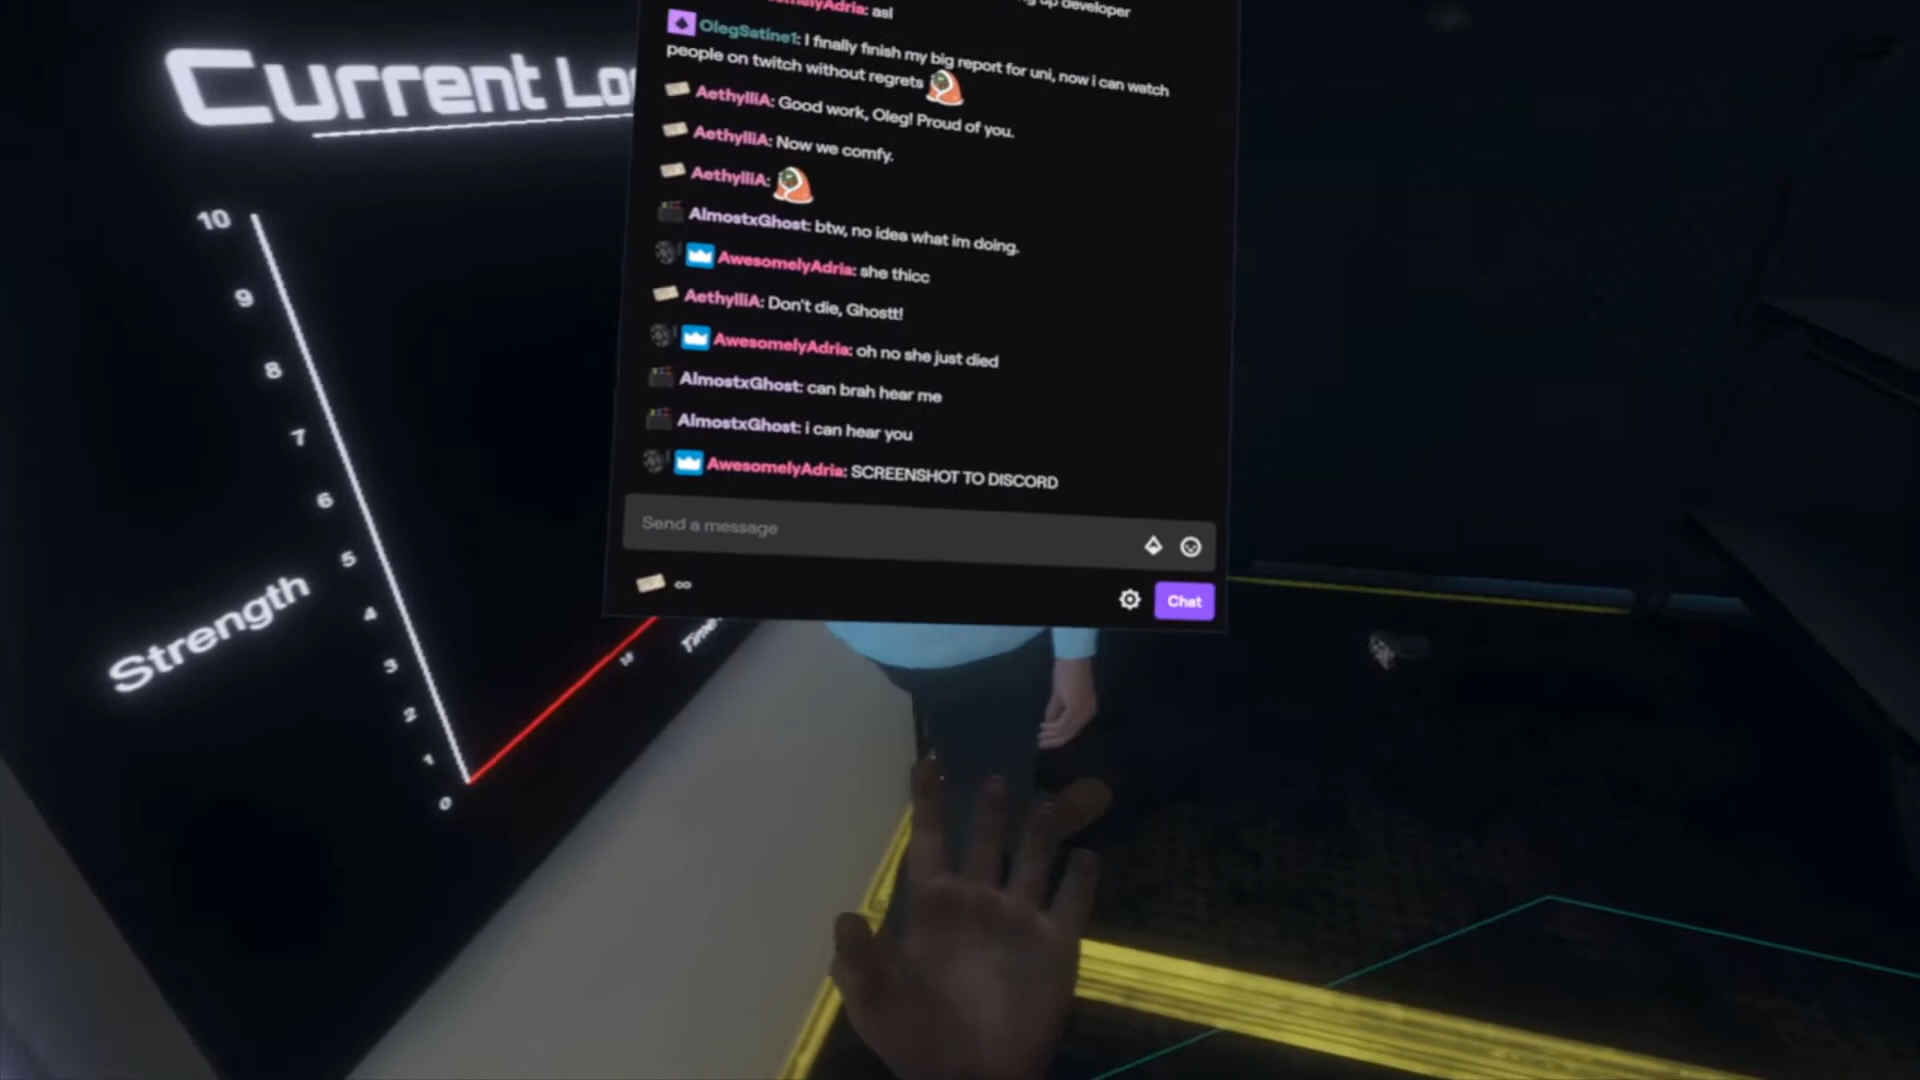 developer
AwesomelyAdria: asl
OlegSatine1: I finally finish my big report for uni, now i can watch
people on twitch without regrets
AethylliA: Good work, Oleg! Proud of you.
AethylliA: Now we comfy.
AethylliA:
AlmostxGhost: btw, no idea what im doing.
AwesomelyAdria: she thicc
AethylliA: Don't die, Ghostt!
AwesomelyAdria: oh no she just died
AlmostxGhost: can brah hear me
AlmostxGhost: i can hear you
AwesomelyAdria: SCREENSHOT TO DISCORD
Send a message
∞
Chat
Current
10
9
8
7
6
5
4
3
2
1
0
Strength